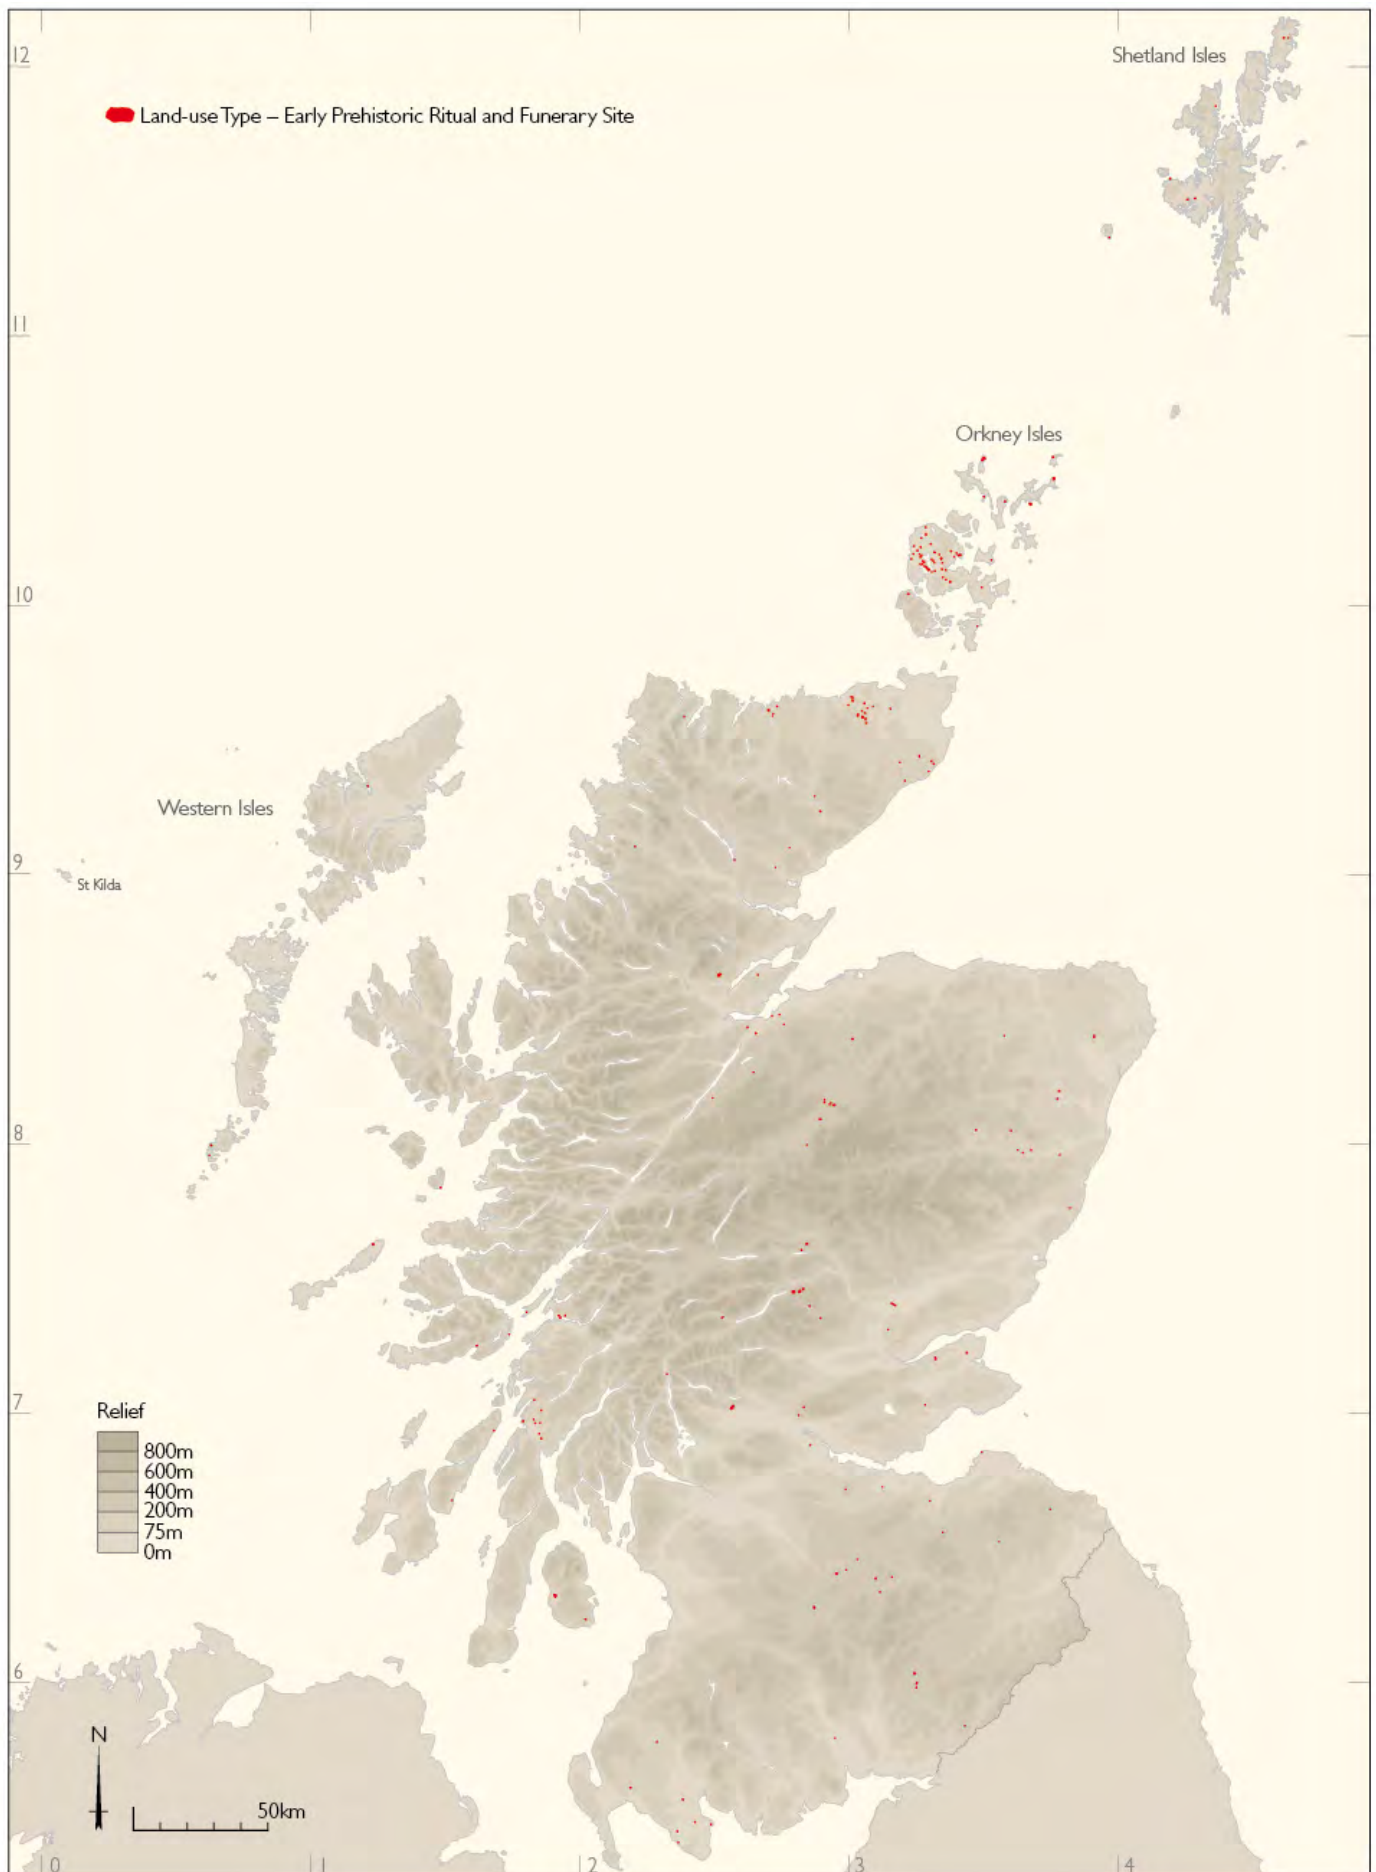 12
Shetland Isles
Land-use Type – Early Prehistoric Ritual and Funerary Site
11
Orkney Isles
10
Western Isles
9
St Kilda
8
7
Relief
800m
600m
400m
200m
75m
0m
6
N
50km
0
1
2
3
4